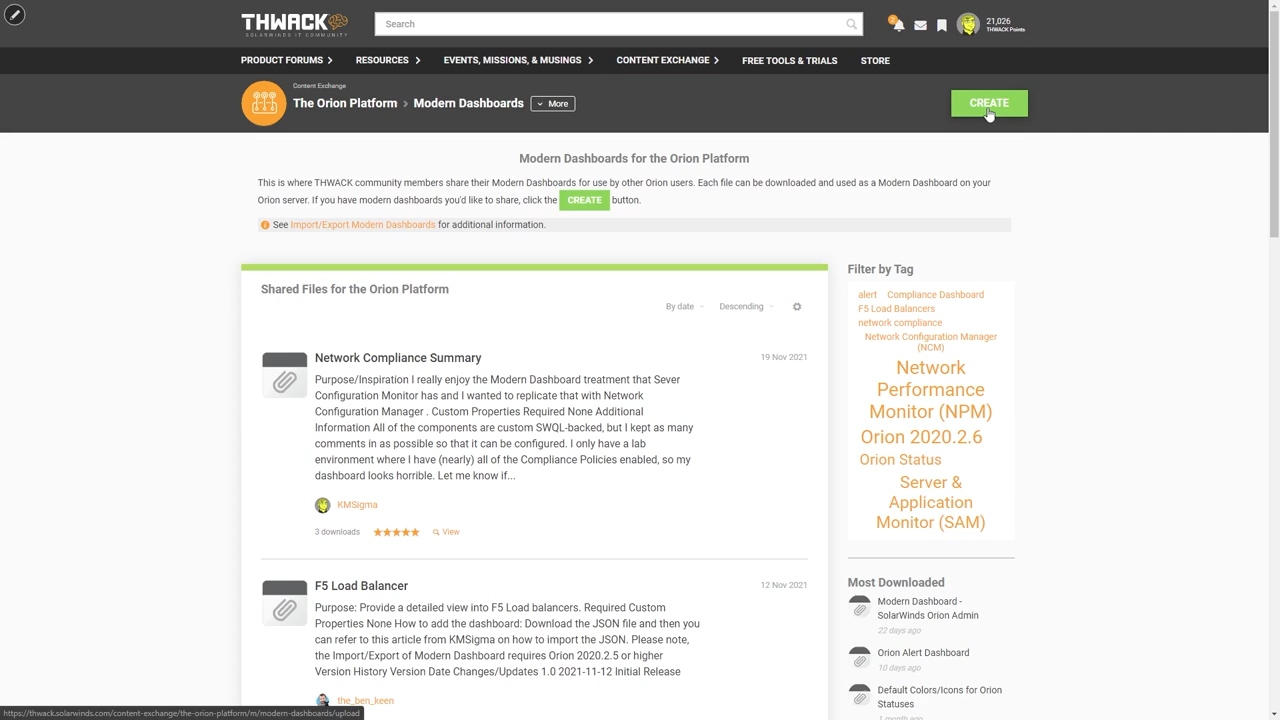 THWACK
SOLARWINDS IT COMMUNITY
Search
2
21,026
THWACK Points
PRODUCT FORUMS
RESOURCES
EVENTS, MISSIONS, & MUSINGS
CONTENT EXCHANGE
FREE TOOLS & TRIALS
STORE
Content Exchange
The Orion Platform > Modern Dashboards
More
CREATE
Modern Dashboards for the Orion Platform
This is where THWACK community members share their Modern Dashboards for use by other Orion users. Each file can be downloaded and used as a Modern Dashboard on your
Orion server. If you have modern dashboards you'd like to share, click the CREATE button.
See Import/Export Modern Dashboards for additional information.
Shared Files for the Orion Platform
By date
Descending
Network Compliance Summary
19 Nov 2021
Purpose/Inspiration I really enjoy the Modern Dashboard treatment that Sever
Configuration Monitor has and I wanted to replicate that with Network
Configuration Manager . Custom Properties Required None Additional
Information All of the components are custom SWQL-backed, but I kept as many
comments in as possible so that it can be configured. I only have a lab
environment where I have (nearly) all of the Compliance Policies enabled, so my
dashboard looks horrible. Let me know if...
KMSigma
3 downloads
View
F5 Load Balancer
12 Nov 2021
Purpose: Provide a detailed view into F5 Load balancers. Required Custom
Properties None How to add the dashboard: Download the JSON file and then you
can refer to this article from KMSigma on how to import the JSON. Please note,
the Import/Export of Modern Dashboard requires Orion 2020.2.5 or higher
Version History Version Date Changes/Updates 1.0 2021-11-12 Initial Release
the_ben_keen
Filter by Tag
alert Compliance Dashboard
F5 Load Balancers
network compliance
Network Configuration Manager
(NCM)
Network
Performance
Monitor (NPM)
Orion 2020.2.6
Orion Status
Server &
Application
Monitor (SAM)
Most Downloaded
Modern Dashboard -
SolarWinds Orion Admin
22 days ago
Orion Alert Dashboard
10 days ago
Default Colors/Icons for Orion
Statuses
1 month ago
https://thwack.solarwinds.com/content-exchange/the-orion-platform/m/modern-dashboards/upload